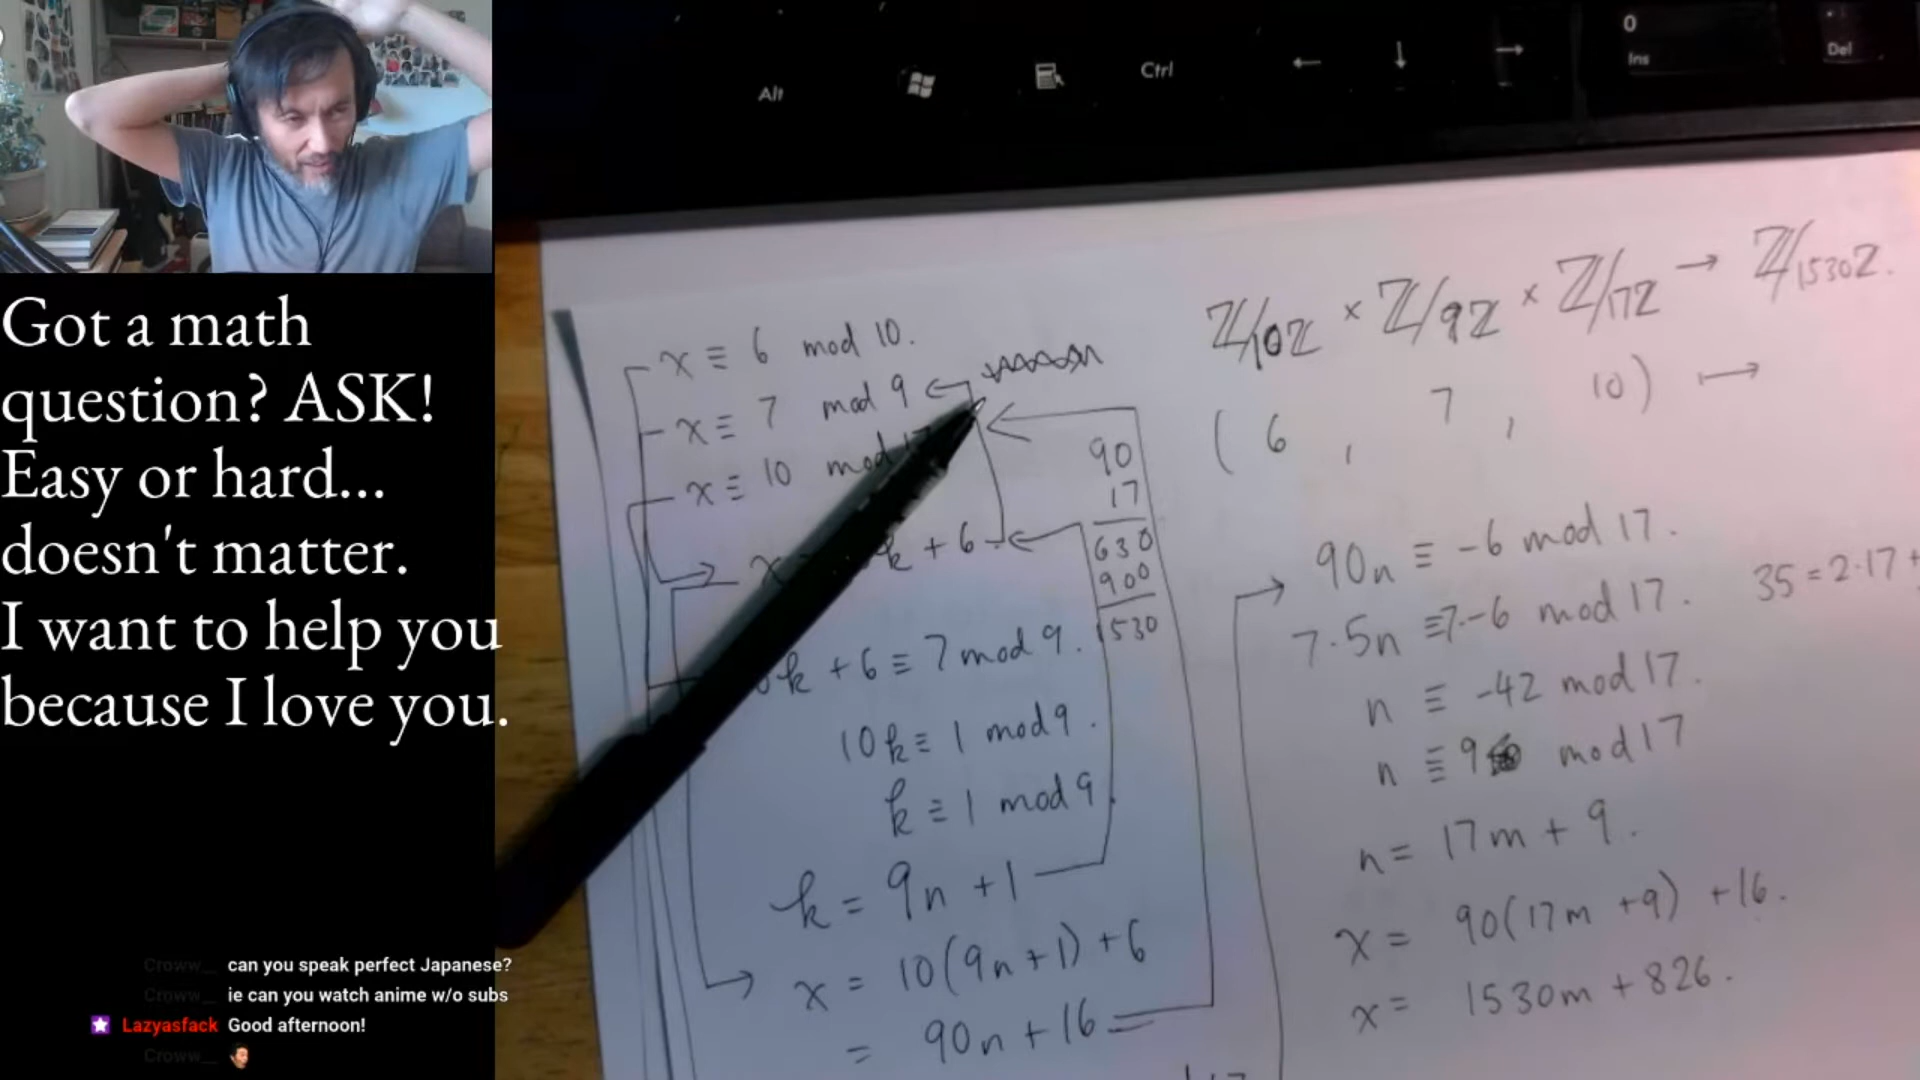 Got a math
question? ASK!
Easy or hard...
doesn't matter.
I want to help you
because I love you.
Croww__ can you speak perfect Japanese?
Croww__ ie can you watch anime w/o subs
Lazyasfack Good afternoon!
Croww__
Alt
Ctrl
← ↓ →
0
Ins
Del
x ≡ 6 mod 10.
x ≡ 7 mod 9
x ≡ 10 mod
k + 6
k + 6 ≡ 7 mod 9.
10k ≡ 1 mod 9.
k ≡ 1 mod 9
k = 9n + 1
x = 10(9n+1) + 6
= 90n + 16
90
17
630
900
1530
ℤ/10ℤ × ℤ/9ℤ × ℤ/17ℤ → ℤ/1530ℤ.
( 6 , 7 , 10) ↦
90n ≡ -6 mod 17.
7·5n ≡ 7·-6 mod 17.
35 = 2·17 +
n ≡ -42 mod 17.
n ≡ 9 mod 17
n = 17m + 9.
x = 90(17m + 9) + 16.
x = 1530m + 826.